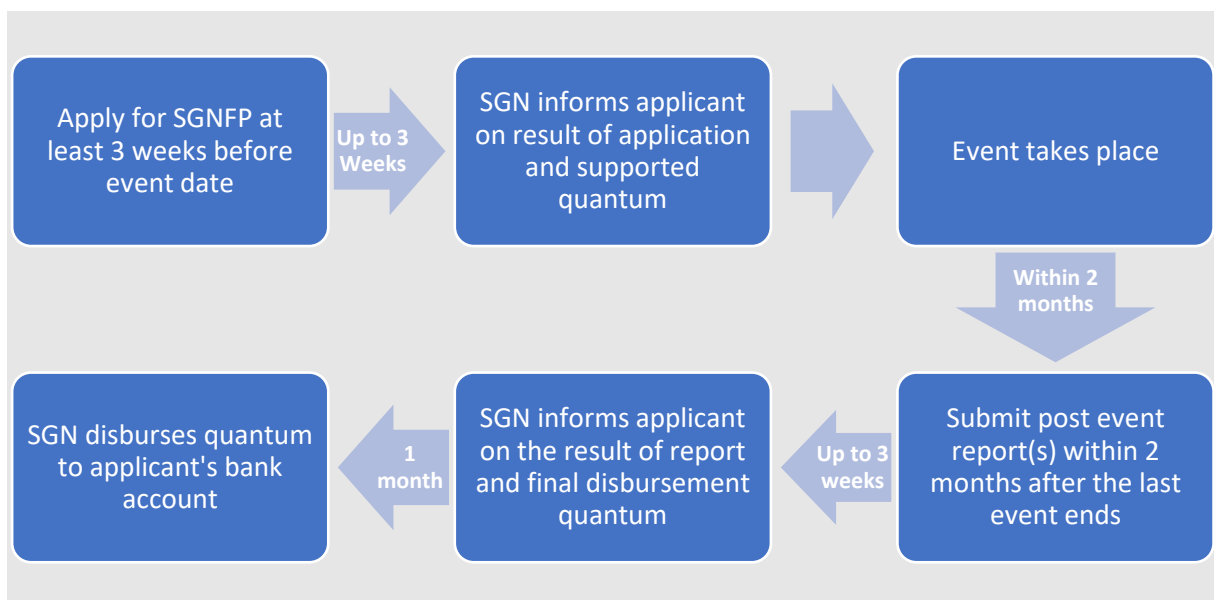 Apply for SGNFP at
least 3 weeks before
event date
Up to 3
Weeks
SGN informs applicant
on result of application
and supported
quantum
Event takes place
Within 2
months
Submit post event
report(s) within 2
months after the last
event ends
Up to 3
weeks
SGN informs applicant
on the result of report
and final disbursement
quantum
1
month
SGN disburses quantum
to applicant's bank
account